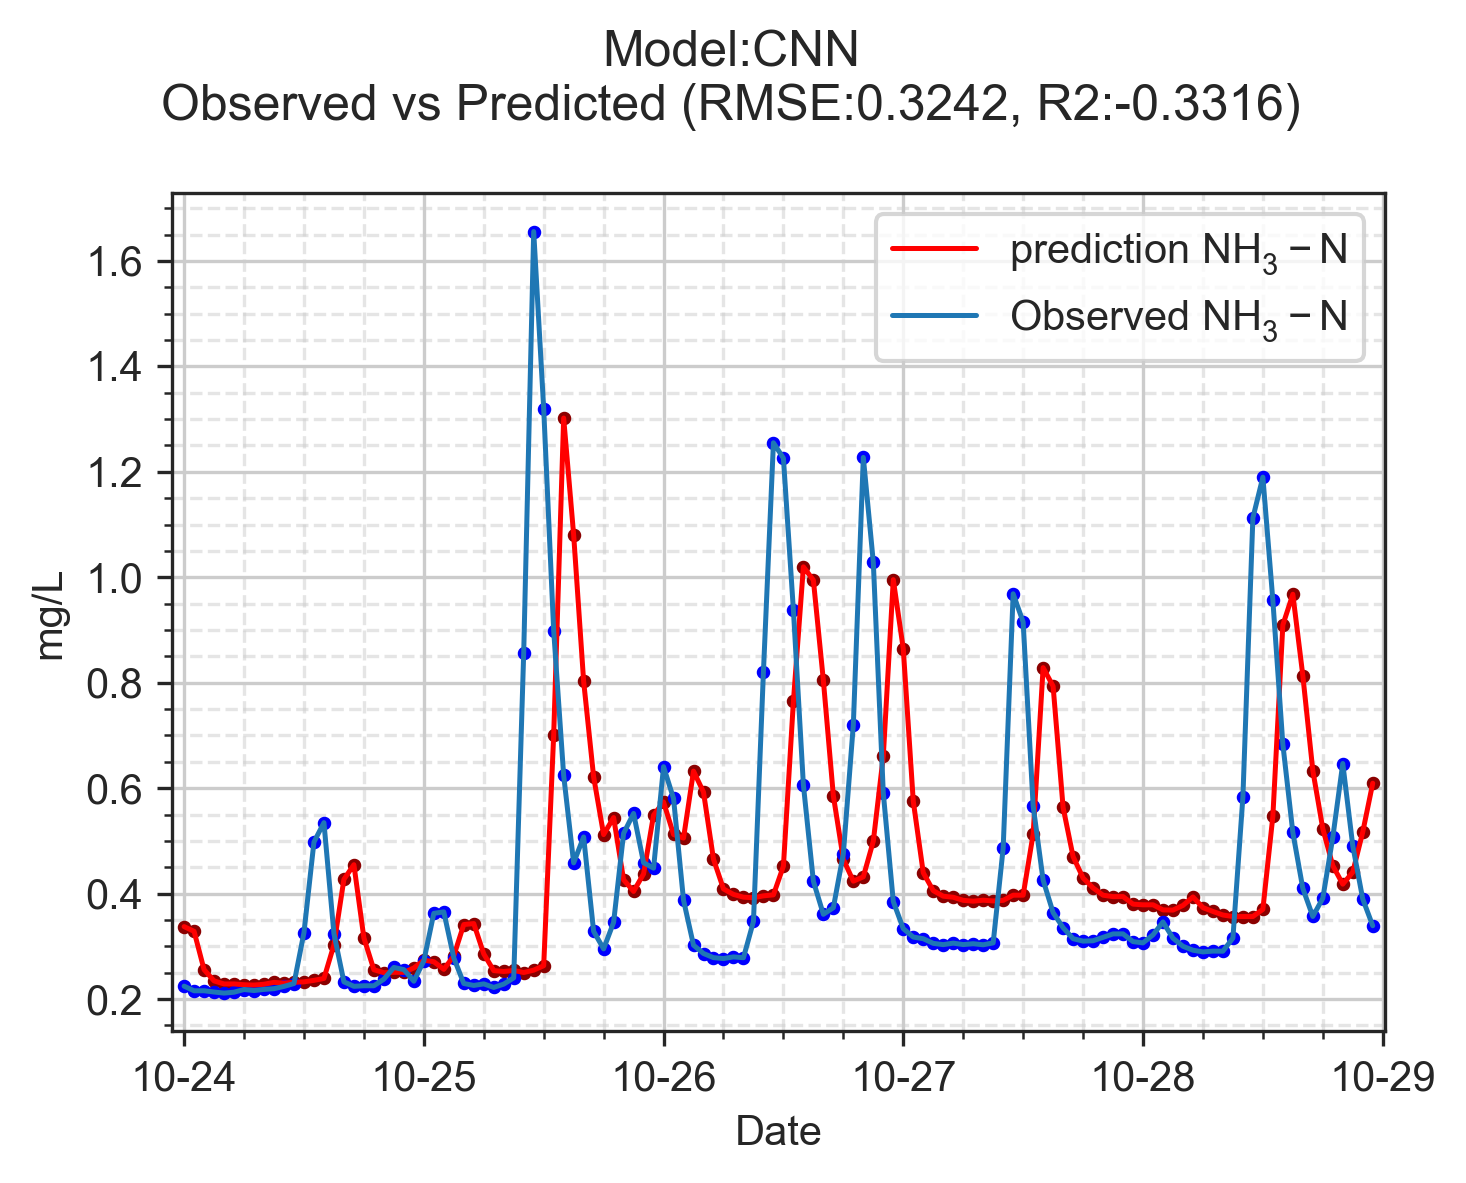 Model:CNN
Observed vs Predicted (RMSE:0.3242, R2:-0.3316)
prediction NH₃ − N
Observed NH₃ − N
1.6
1.4
1.2
1.0
0.8
0.6
0.4
0.2
mg/L
10-24 10-25 10-26 10-27 10-28 10-29
Date